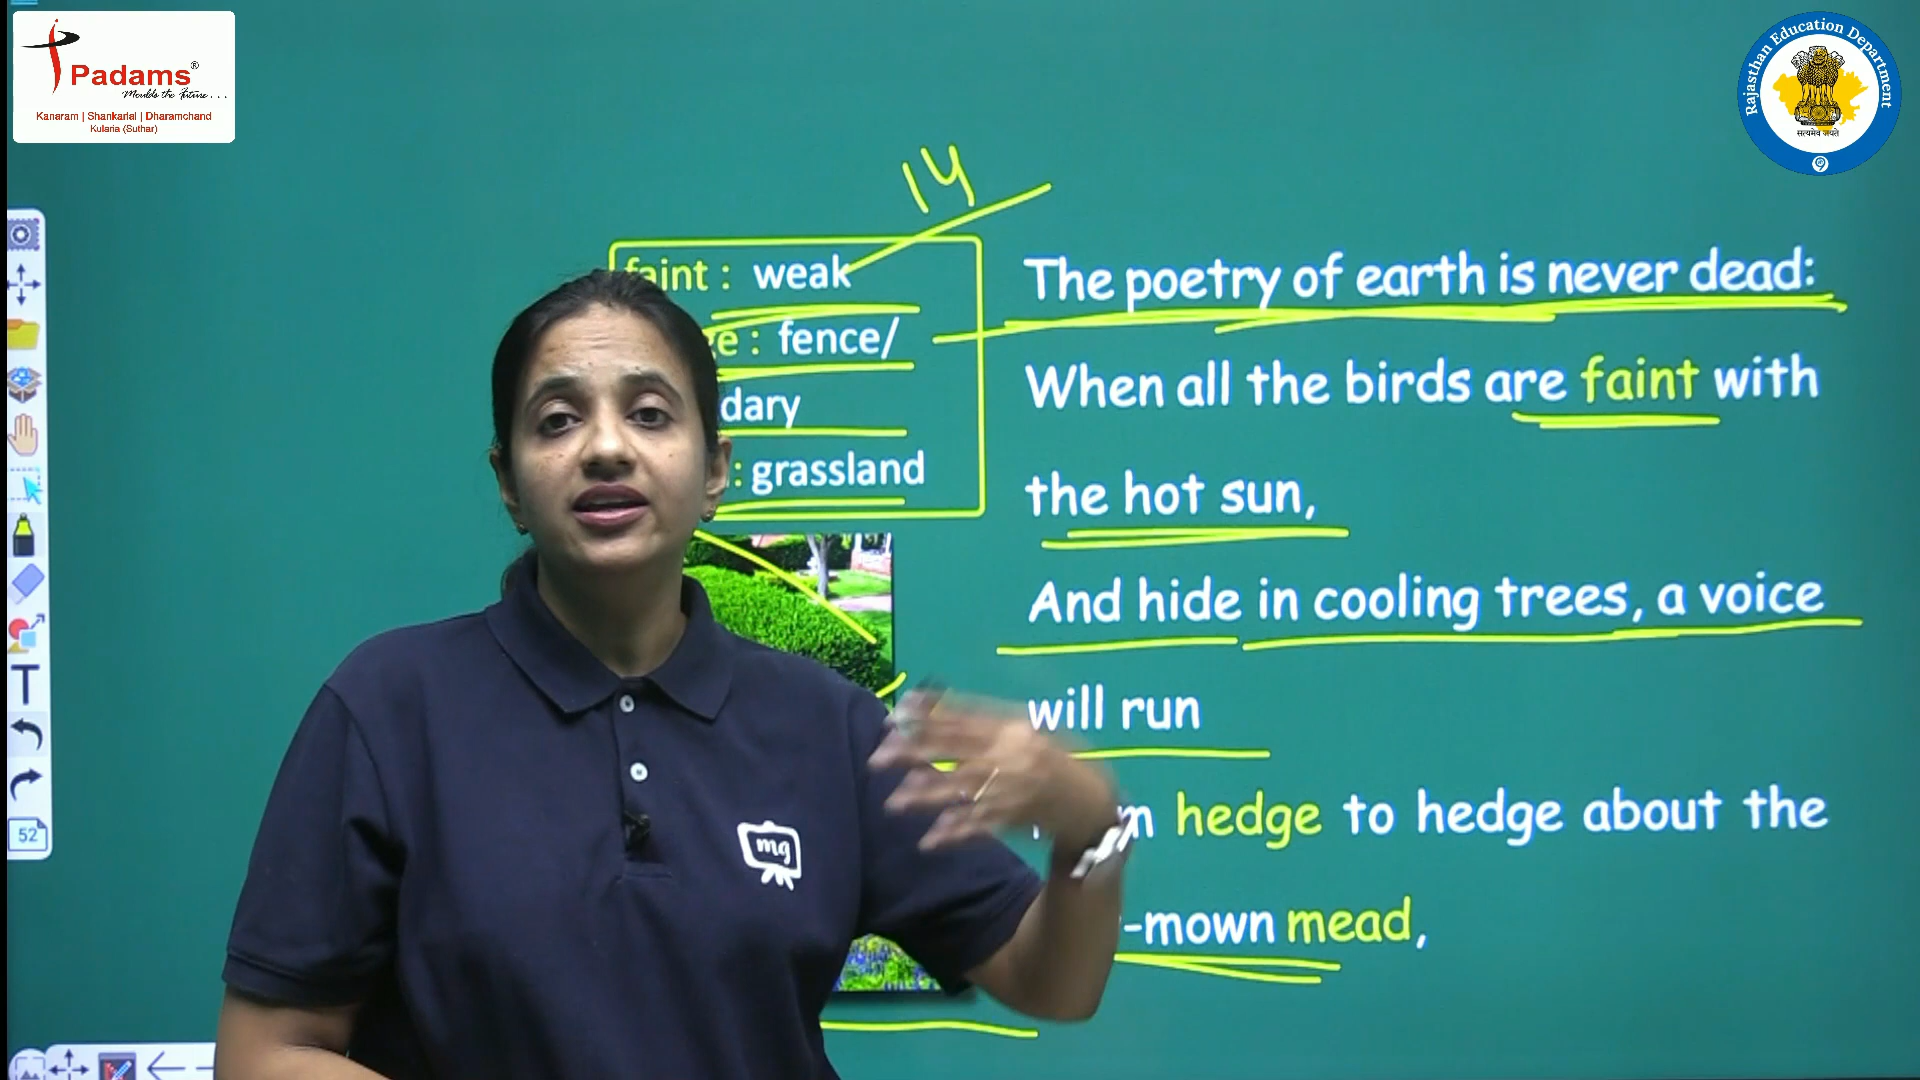 Padams®
Moulds the Future...
Kanaram | Shankarlal | Dharamchand
Kularia (Suthar)
Rajasthan Education Department
सत्यमेव जयते
14
faint : weak
: fence/
dary
: grassland
The poetry of earth is never dead:
When all the birds are faint with
the hot sun,
And hide in cooling trees, a voice
will run
hedge to hedge about the
-mown mead,
mg
T
52